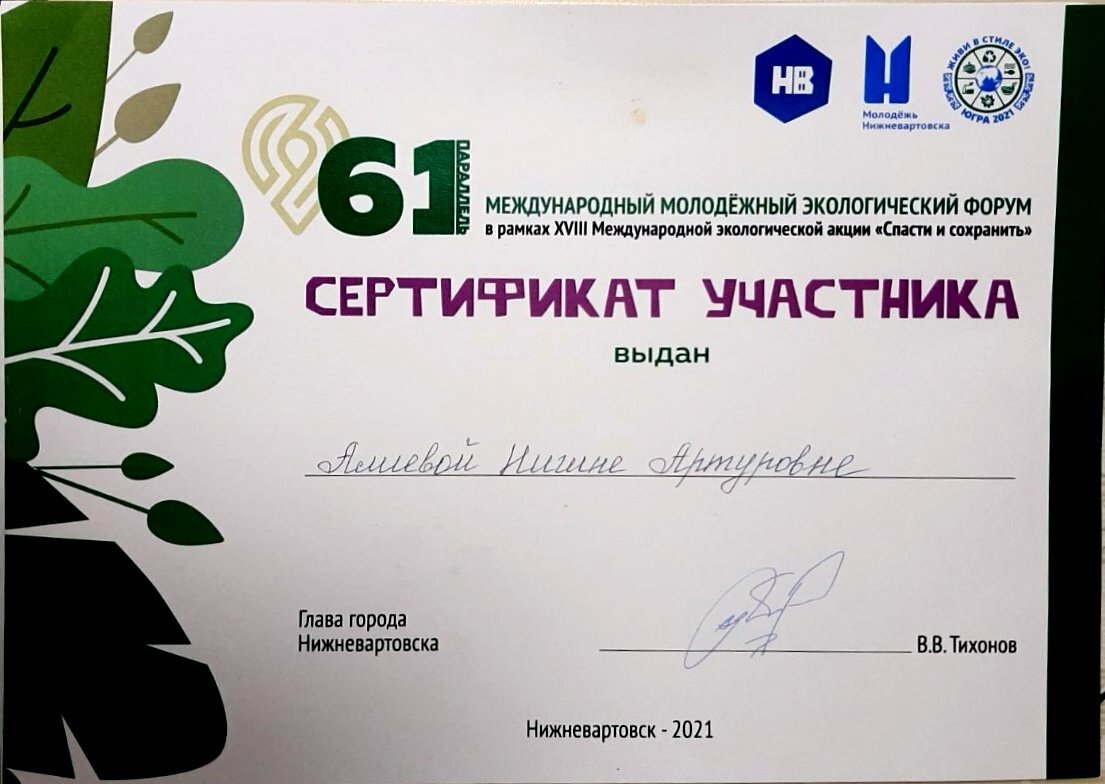 НВ
Молодёжь
Нижневартовска
ЖИВИ В СТИЛЕ ЭКО!
ЮГРА 2021
61 ПАРАЛЛЕЛЬ
МЕЖДУНАРОДНЫЙ МОЛОДЁЖНЫЙ ЭКОЛОГИЧЕСКИЙ ФОРУМ
в рамках XVIII Международной экологической акции «Спасти и сохранить»
СЕРТИФИКАТ УЧАСТНИКА
выдан
Алиевой Нигине Артуровне
Глава города
Нижневартовска
В.В. Тихонов
Нижневартовск - 2021